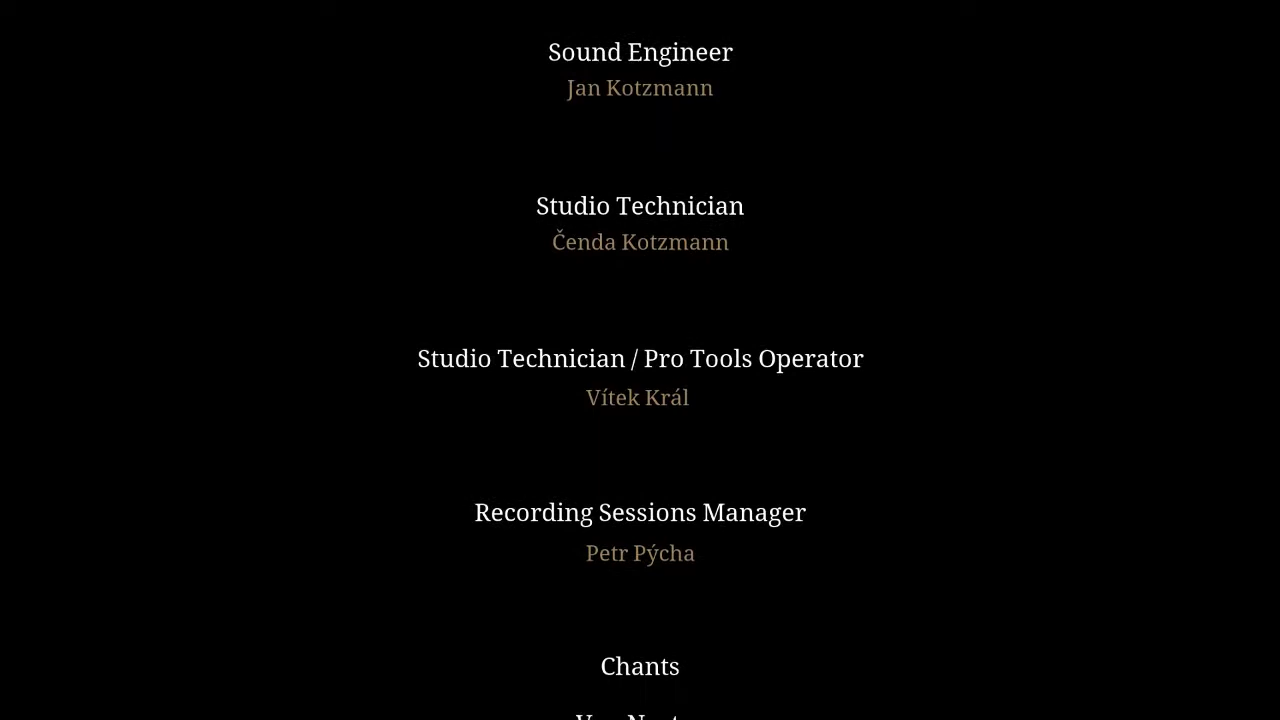 Sound Engineer
Jan Kotzmann
Studio Technician
Čenda Kotzmann
Studio Technician / Pro Tools Operator
Vítek Král
Recording Sessions Manager
Petr Pýcha
Chants